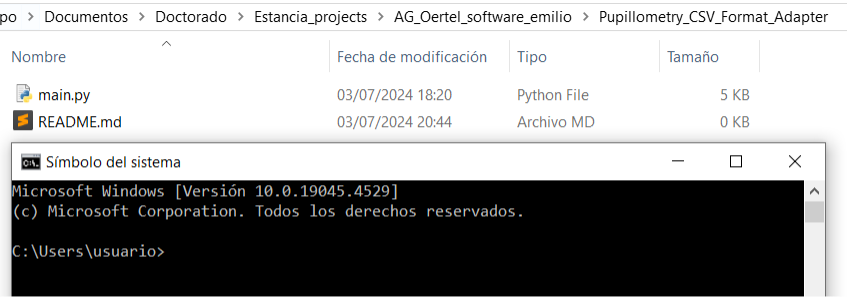 po > Documentos > Doctorado > Estancia_projects > AG_Oertel_software_emilio > Pupillometry_CSV_Format_Adapter
Nombre Fecha de modificación Tipo Tamaño
main.py 03/07/2024 18:20 Python File 5 KB
README.md 03/07/2024 20:44 Archivo MD 0 KB
Símbolo del sistema
Microsoft Windows [Versión 10.0.19045.4529]
(c) Microsoft Corporation. Todos los derechos reservados.
C:\Users\usuario>